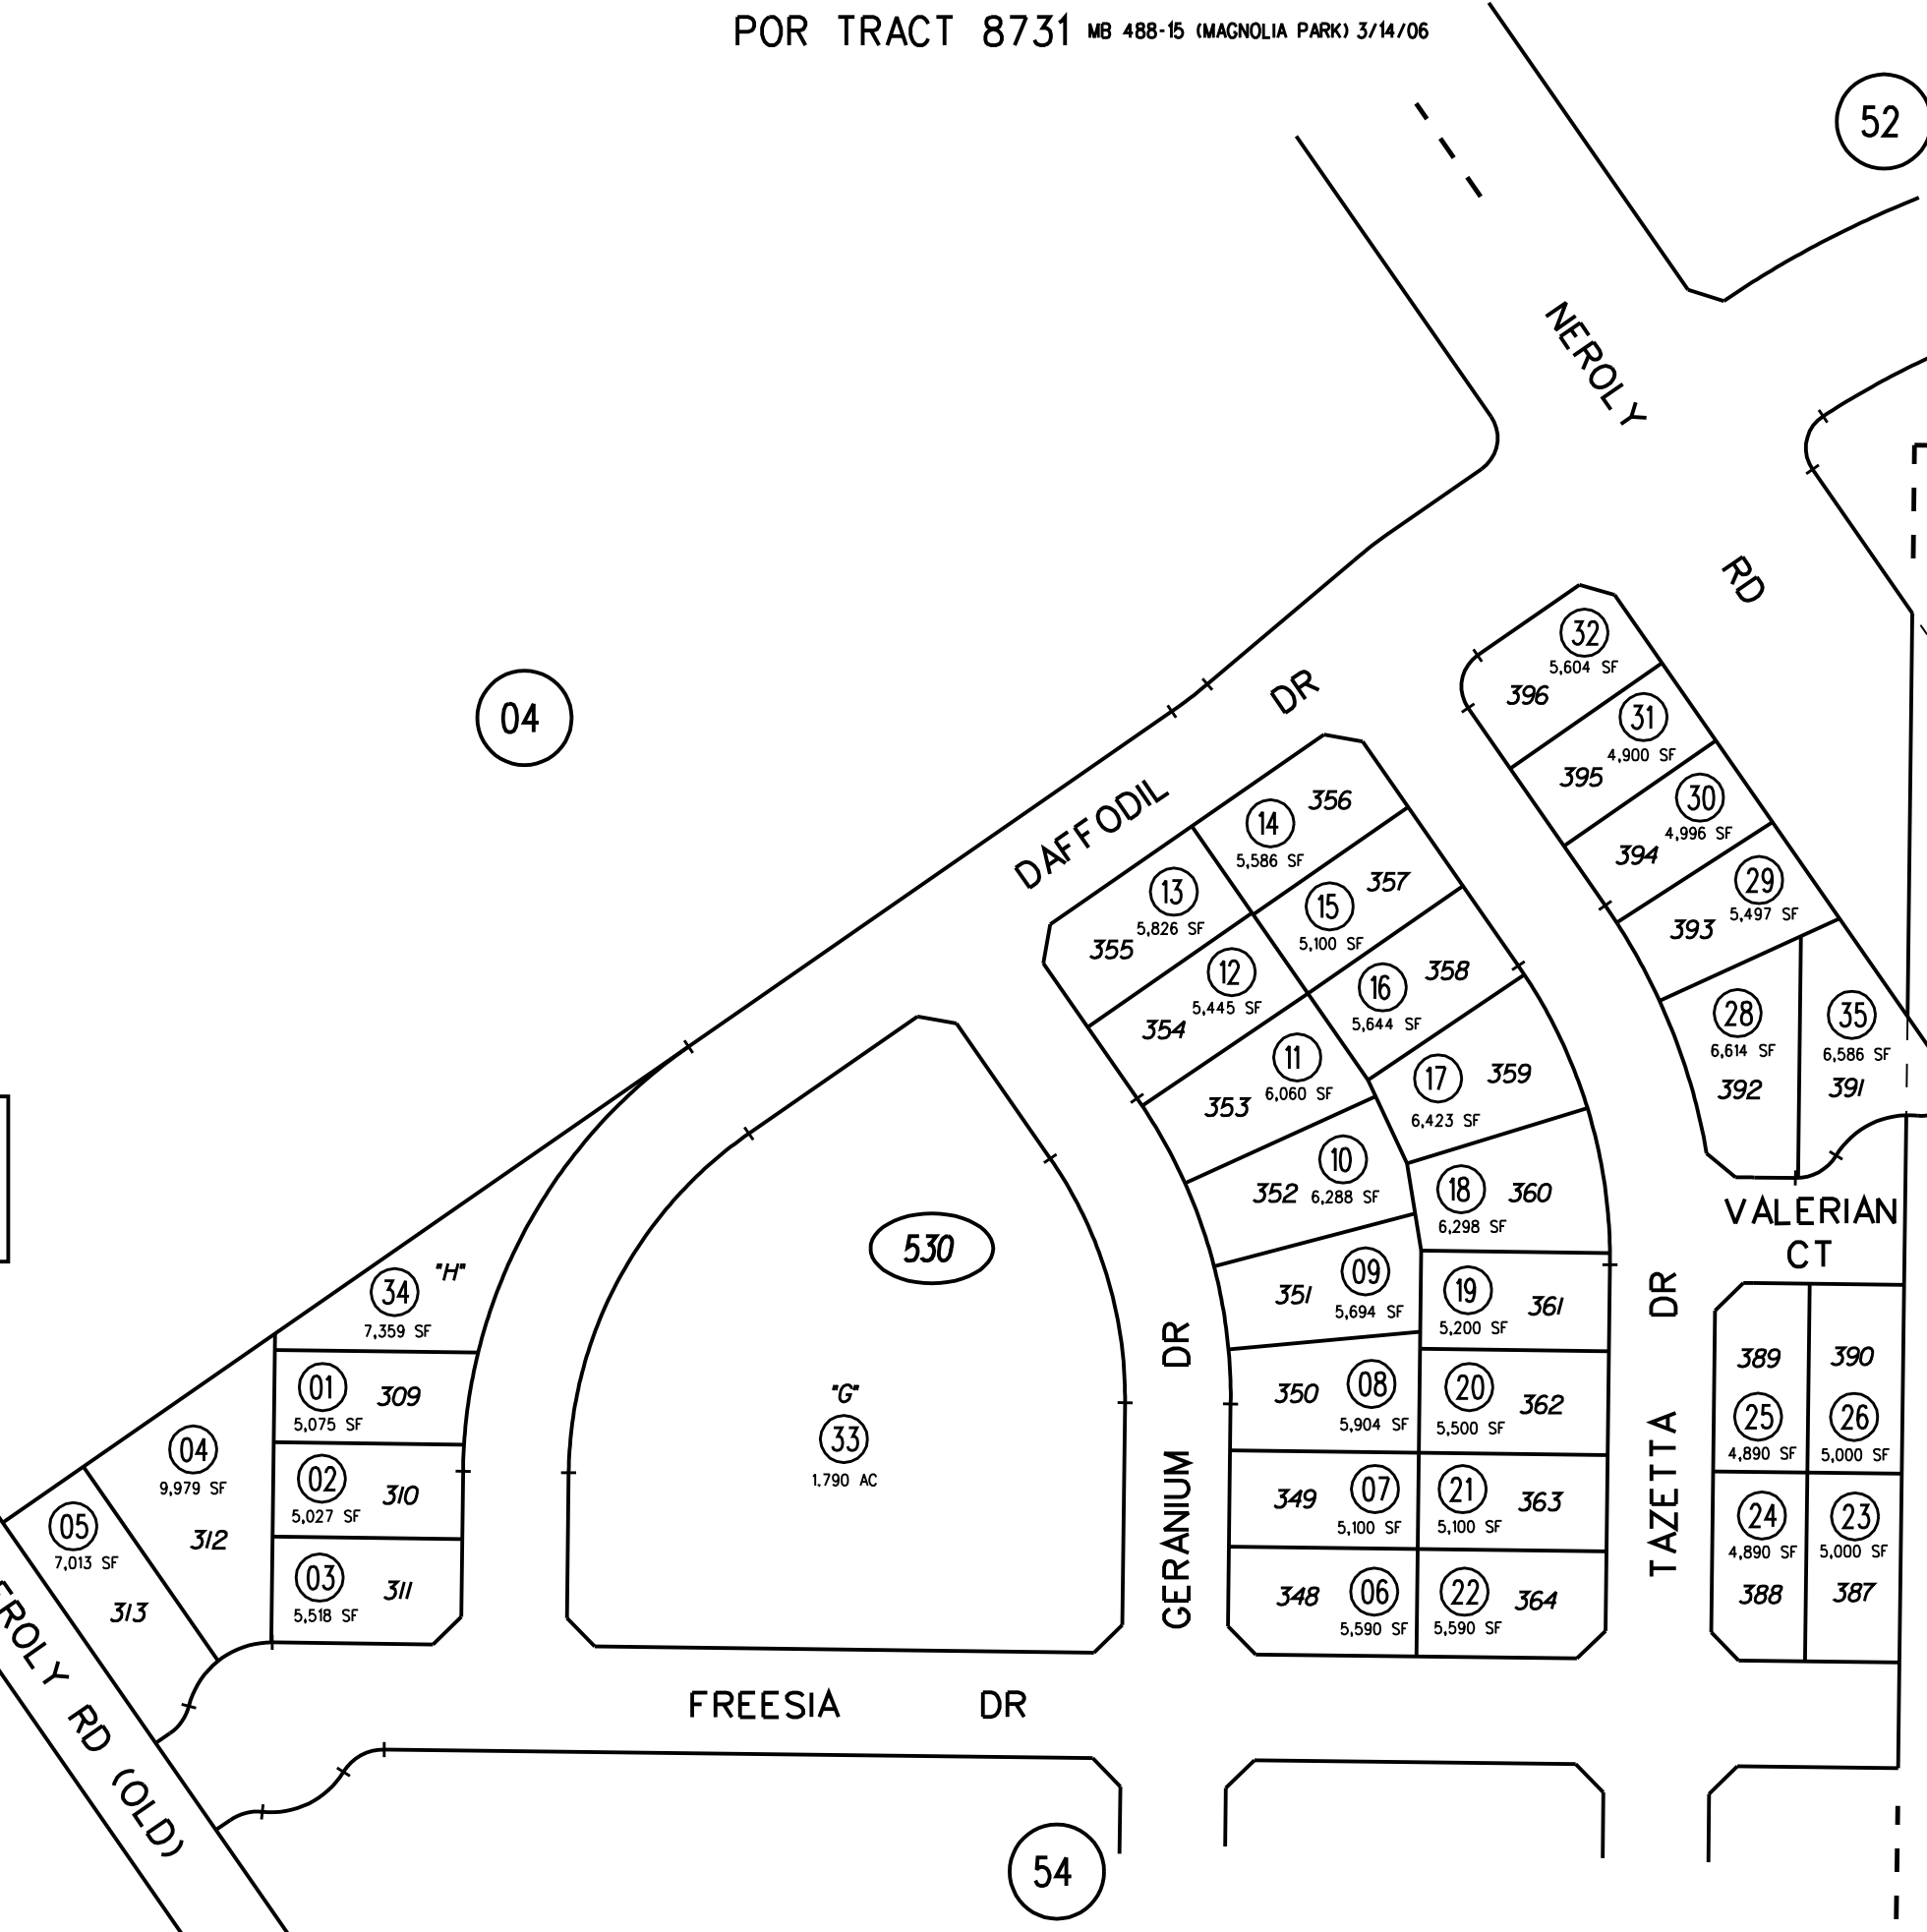 POR TRACT 8731 MB 488-15 (MAGNOLIA PARK) 3/14/06
52
NEROLY
RD
04
DAFFODIL DR
32
5,604 SF
396
31
4,900 SF
395
30
4,996 SF
394
29
5,497 SF
393
28
6,614 SF
392
35
6,586 SF
391
14
356
5,586 SF
13
5,826 SF
355
15
357
5,100 SF
12
5,445 SF
354
16
358
5,644 SF
11
6,060 SF
353
17
359
6,423 SF
10
352
6,288 SF
18
360
6,298 SF
351
09
5,694 SF
19
361
5,200 SF
350
08
5,904 SF
20
362
5,500 SF
349
07
5,100 SF
21
363
5,100 SF
348
06
5,590 SF
22
364
5,590 SF
VALERIAN
CT
389
390
25
26
4,890 SF
5,000 SF
24
23
4,890 SF
5,000 SF
388
387
TAZETTA DR
GERANIUM DR
530
"G"
33
1.790 AC
34
"H"
7,359 SF
01
309
5,075 SF
02
310
5,027 SF
03
311
5,518 SF
04
9,979 SF
312
05
7,013 SF
313
FREESIA DR
EROLY RD (OLD)
54